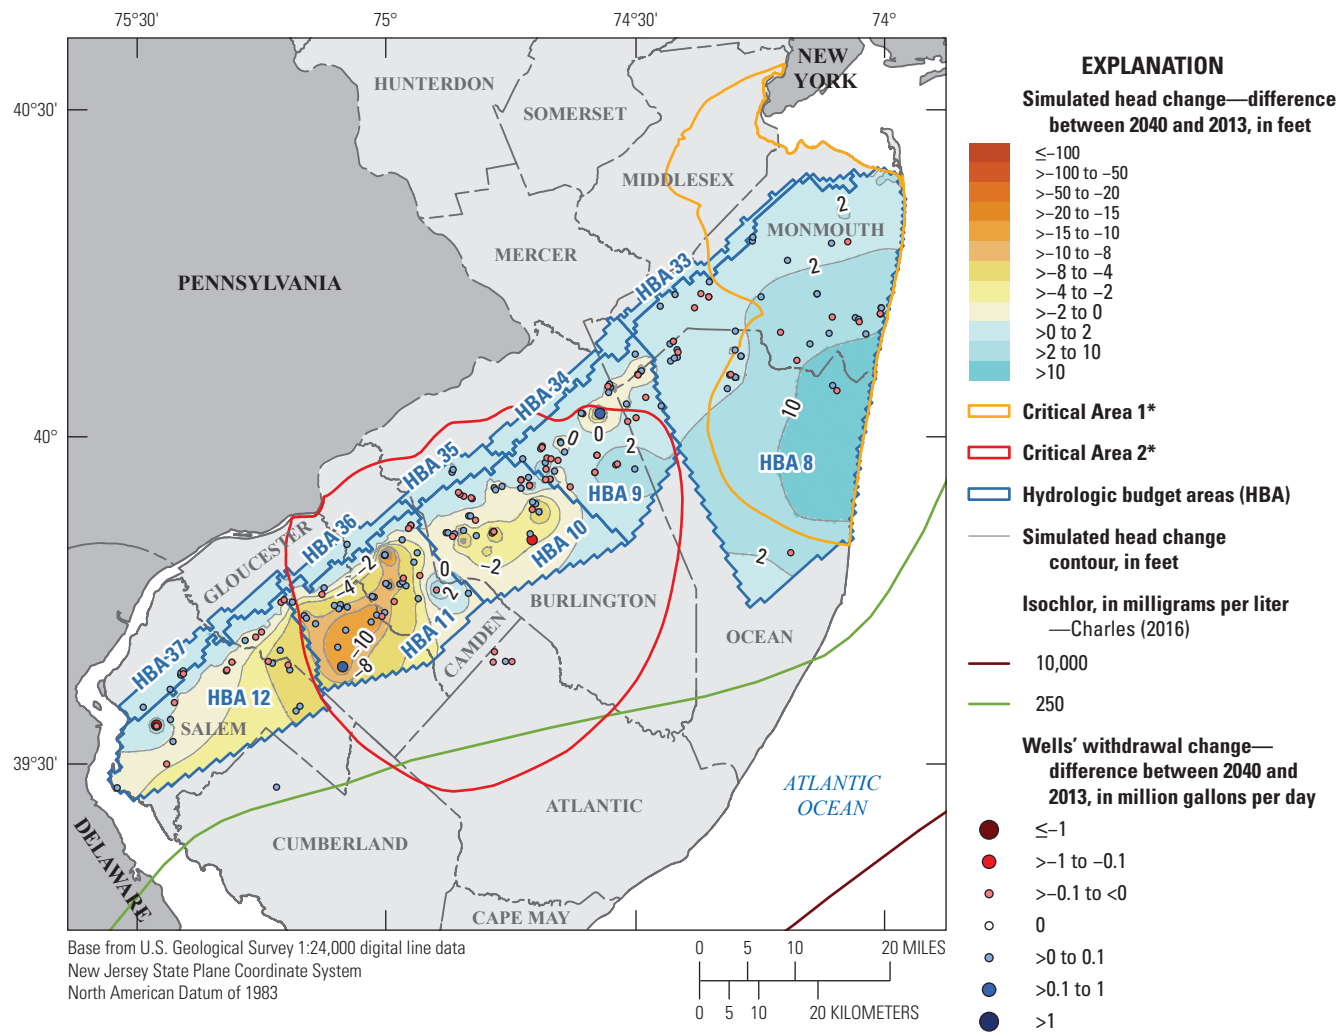 75°30'
75°
74°30'
74°
40°30'
40°
39°30'
HUNTERDON
SOMERSET
NEW
YORK
MIDDLESEX
MERCER
PENNSYLVANIA
MONMOUTH
2
2
HBA 33
HBA 34
10
HBA 8
0
0
2
HBA 35
HBA 9
HBA 36
GLOUCESTER
HBA 10
−2
−2
−4
0
2
2
BURLINGTON
HBA 11
CAMDEN
OCEAN
−10
−8
HBA 37
HBA 12
SALEM
ATLANTIC
OCEAN
ATLANTIC
CUMBERLAND
DELAWARE
CAPE MAY
Base from U.S. Geological Survey 1:24,000 digital line data
New Jersey State Plane Coordinate System
North American Datum of 1983
0 5 10 20 MILES
0 5 10 20 KILOMETERS
EXPLANATION
Simulated head change—difference
between 2040 and 2013, in feet
≤−100
>−100 to −50
>−50 to −20
>−20 to −15
>−15 to −10
>−10 to −8
>−8 to −4
>−4 to −2
>−2 to 0
>0 to 2
>2 to 10
>10
Critical Area 1*
Critical Area 2*
Hydrologic budget areas (HBA)
Simulated head change
contour, in feet
Isochlor, in milligrams per liter
—Charles (2016)
10,000
250
Wells' withdrawal change—
difference between 2040 and
2013, in million gallons per day
≤−1
>−1 to −0.1
>−0.1 to <0
0
>0 to 0.1
>0.1 to 1
>1